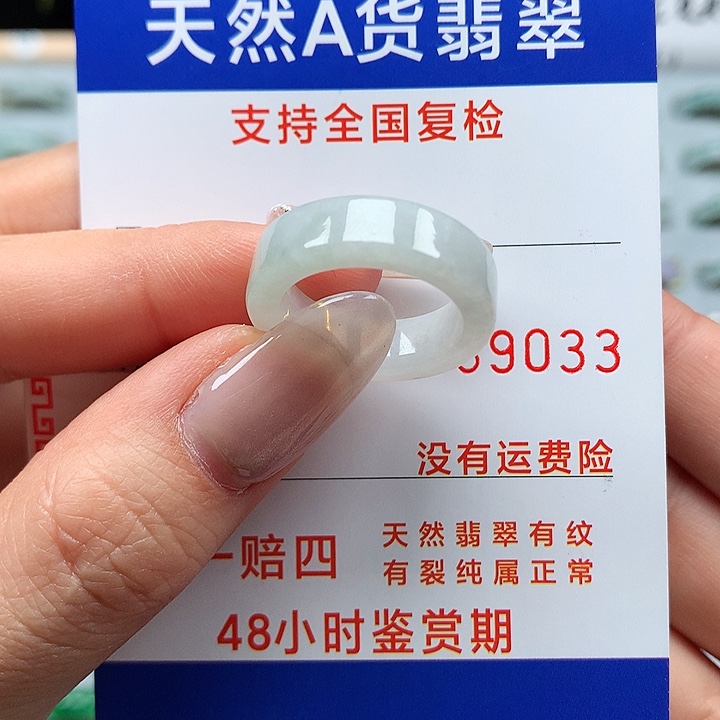 天然A货翡翠
支持全国复检
9033
没有运费险
一赔四
天然翡翠有纹
有裂纯属正常
48小时鉴赏期